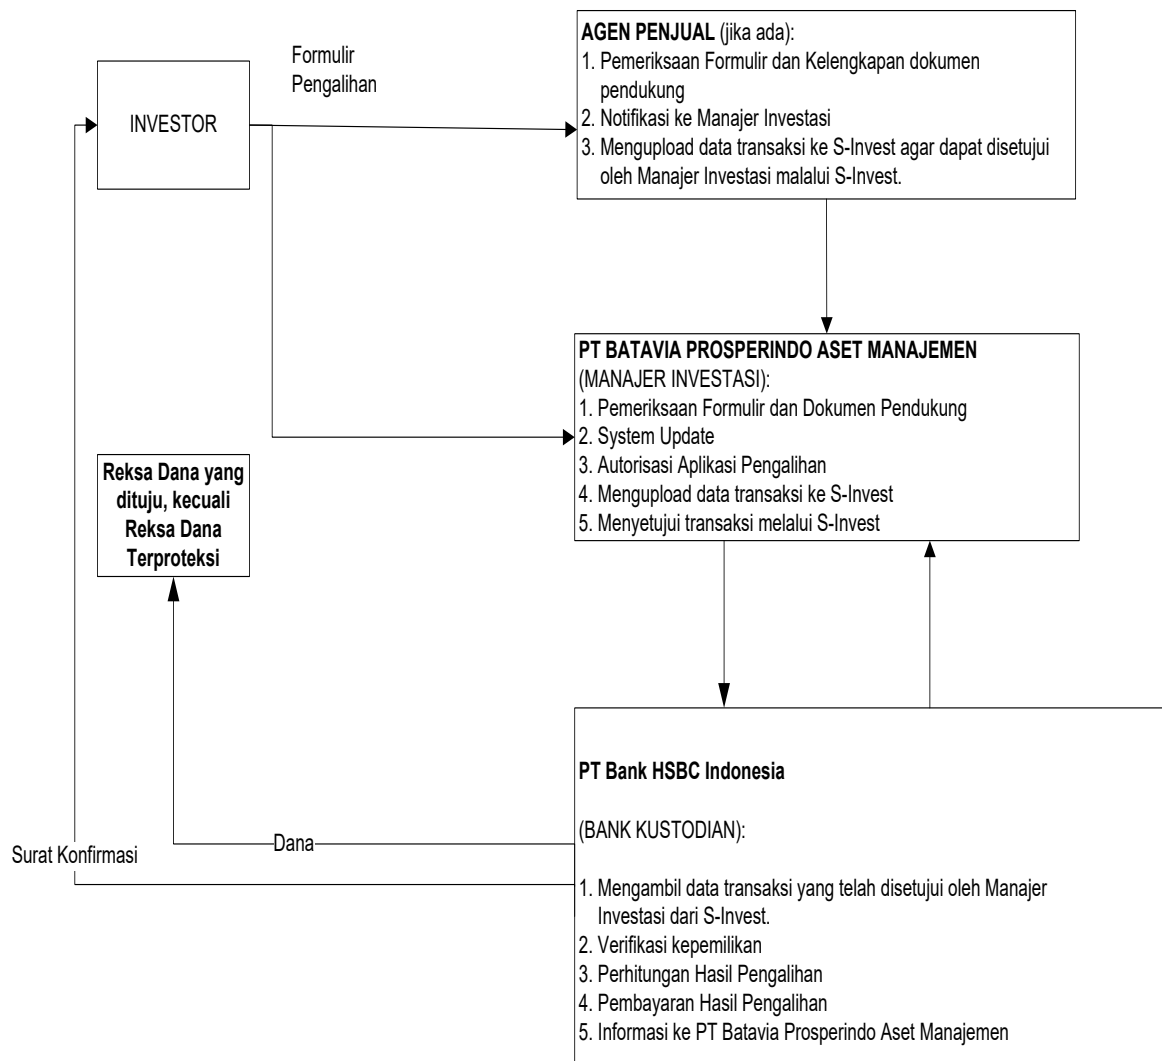 Formulir
Pengalihan
INVESTOR
AGEN PENJUAL (jika ada):
1. Pemeriksaan Formulir dan Kelengkapan dokumen
pendukung
2. Notifikasi ke Manajer Investasi
3. Mengupload data transaksi ke S-Invest agar dapat disetujui
oleh Manajer Investasi malalui S-Invest.
PT BATAVIA PROSPERINDO ASET MANAJEMEN
(MANAJER INVESTASI):
1. Pemeriksaan Formulir dan Dokumen Pendukung
2. System Update
3. Autorisasi Aplikasi Pengalihan
4. Mengupload data transaksi ke S-Invest
5. Menyetujui transaksi melalui S-Invest
Reksa Dana yang
dituju, kecuali
Reksa Dana
Terproteksi
Dana
Surat Konfirmasi
PT Bank HSBC Indonesia
(BANK KUSTODIAN):
1. Mengambil data transaksi yang telah disetujui oleh Manajer
Investasi dari S-Invest.
2. Verifikasi kepemilikan
3. Perhitungan Hasil Pengalihan
4. Pembayaran Hasil Pengalihan
5. Informasi ke PT Batavia Prosperindo Aset Manajemen